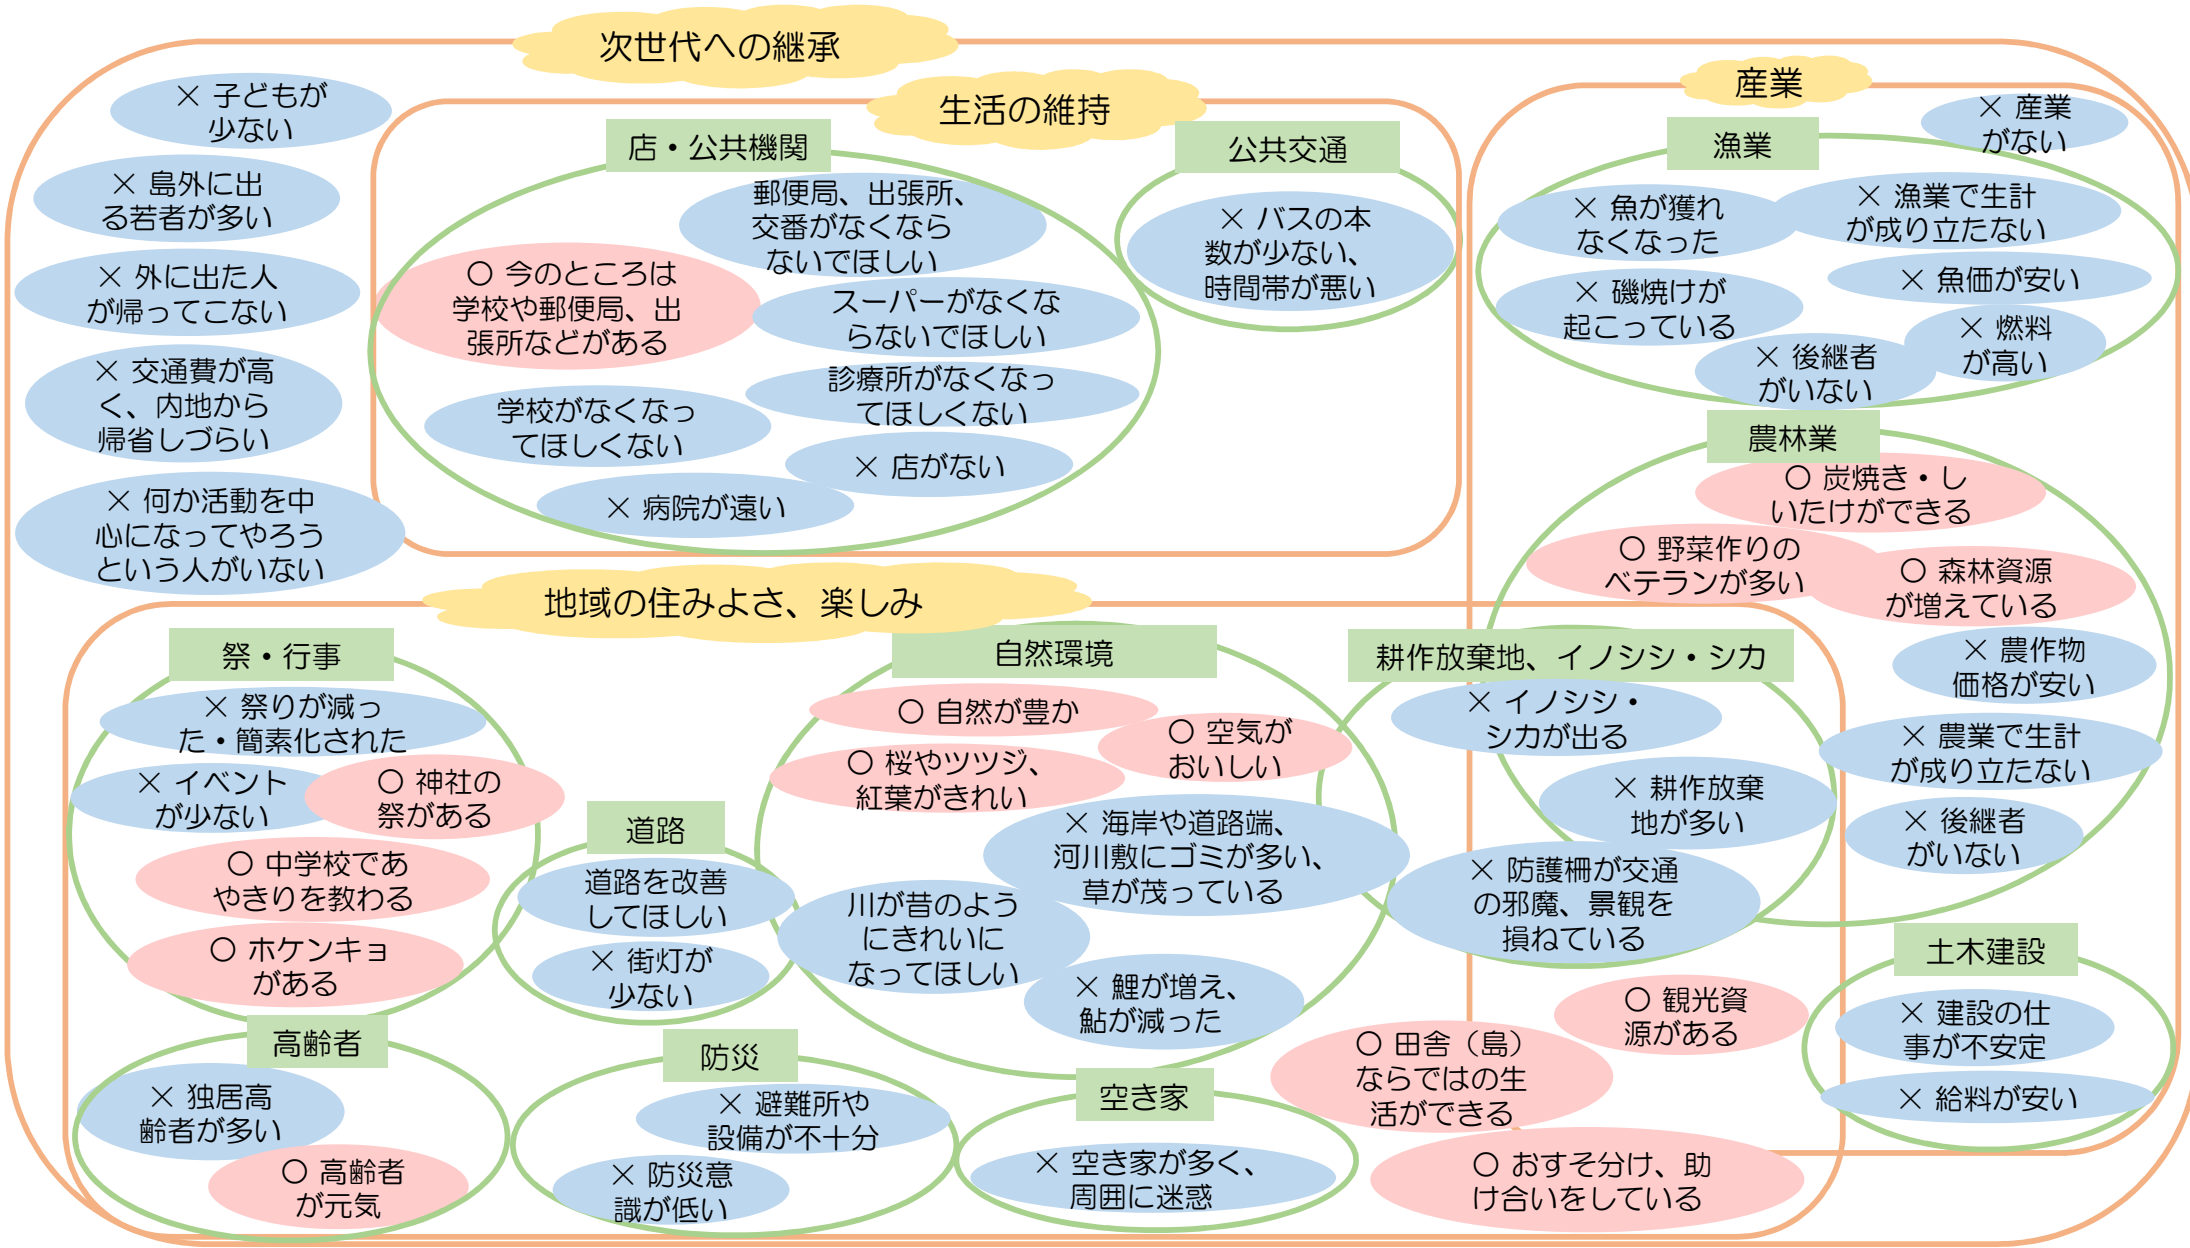 次世代への継承
× 子どもが
少ない
× 島外に出
る若者が多い
× 外に出た人
が帰ってこない
× 交通費が高
く、内地から
帰省しづらい
× 何か活動を中
心になってやろう
という人がいない
生活の維持
店・公共機関
郵便局、出張所、
交番がなくなら
ないでほしい
〇 今のところは
学校や郵便局、出
張所などがある
スーパーがなくな
らないでほしい
診療所がなくなっ
てほしくない
学校がなくなっ
てほしくない
× 店がない
× 病院が遠い
公共交通
× バスの本
数が少ない、
時間帯が悪い
産業
× 産業
がない
漁業
× 魚が獲れ
なくなった
× 漁業で生計
が成り立たない
× 磯焼けが
起こっている
× 魚価が安い
× 燃料
が高い
× 後継者
がいない
農林業
〇 炭焼き・し
いたけができる
〇 野菜作りの
ベテランが多い
〇 森林資源
が増えている
× 農作物
価格が安い
× 農業で生計
が成り立たない
× 後継者
がいない
土木建設
× 建設の仕
事が不安定
× 給料が安い
地域の住みよさ、楽しみ
祭・行事
× 祭りが減っ
た・簡素化された
× イベント
が少ない
〇 神社の
祭がある
〇 中学校であ
やきりを教わる
〇 ホケンキョ
がある
道路
道路を改善
してほしい
× 街灯が
少ない
自然環境
〇 自然が豊か
〇 空気が
おいしい
〇 桜やツツジ、
紅葉がきれい
× 海岸や道路端、
河川敷にゴミが多い、
草が茂っている
川が昔のよう
にきれいに
なってほしい
× 鯉が増え、
鮎が減った
耕作放棄地、イノシシ・シカ
× イノシシ・
シカが出る
× 耕作放棄
地が多い
× 防護柵が交通
の邪魔、景観を
損ねている
高齢者
× 独居高
齢者が多い
〇 高齢者
が元気
防災
× 避難所や
設備が不十分
× 防災意
識が低い
空き家
× 空き家が多く、
周囲に迷惑
〇 観光資
源がある
〇 田舎（島）
ならではの生
活ができる
〇 おすそ分け、助
け合いをしている